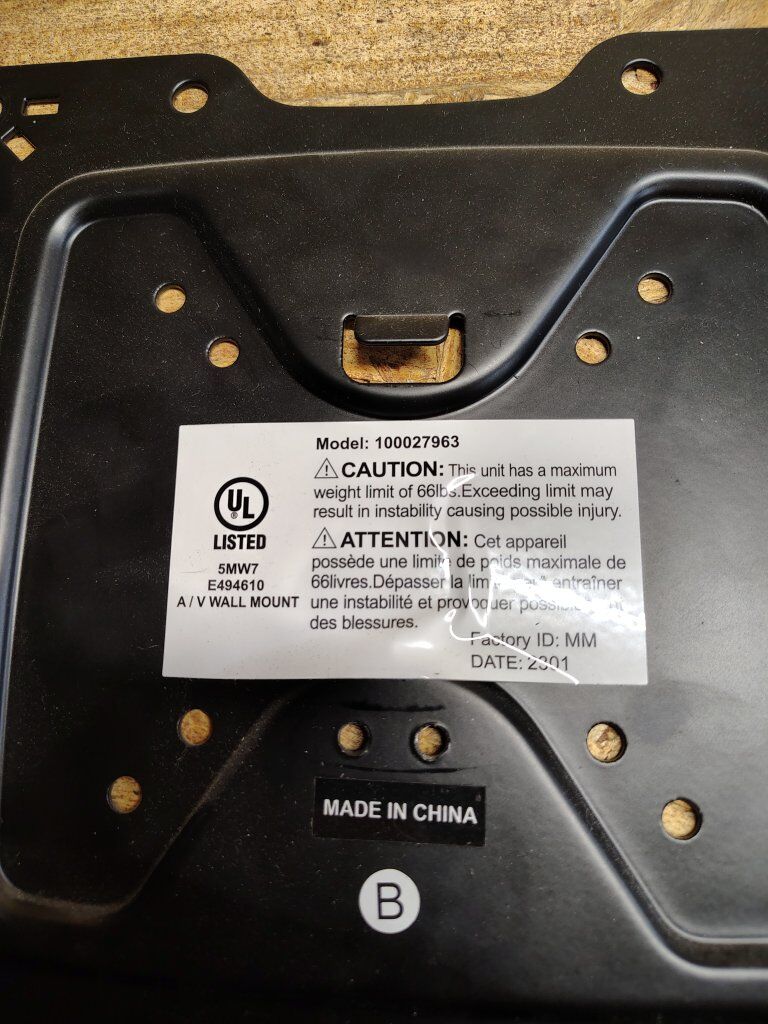 Model: 100027963
UL
®
LISTED
5MW7
E494610
A / V WALL MOUNT
CAUTION: This unit has a maximum
weight limit of 66lbs.Exceeding limit may
result in instability causing possible injury.
ATTENTION: Cet appareil
possède une limite de poids maximale de
66livres.Dépasser la entraîner
une instabilité et provoquer
des blessures.
Factory ID: MM
DATE: 2301
MADE IN CHINA
B